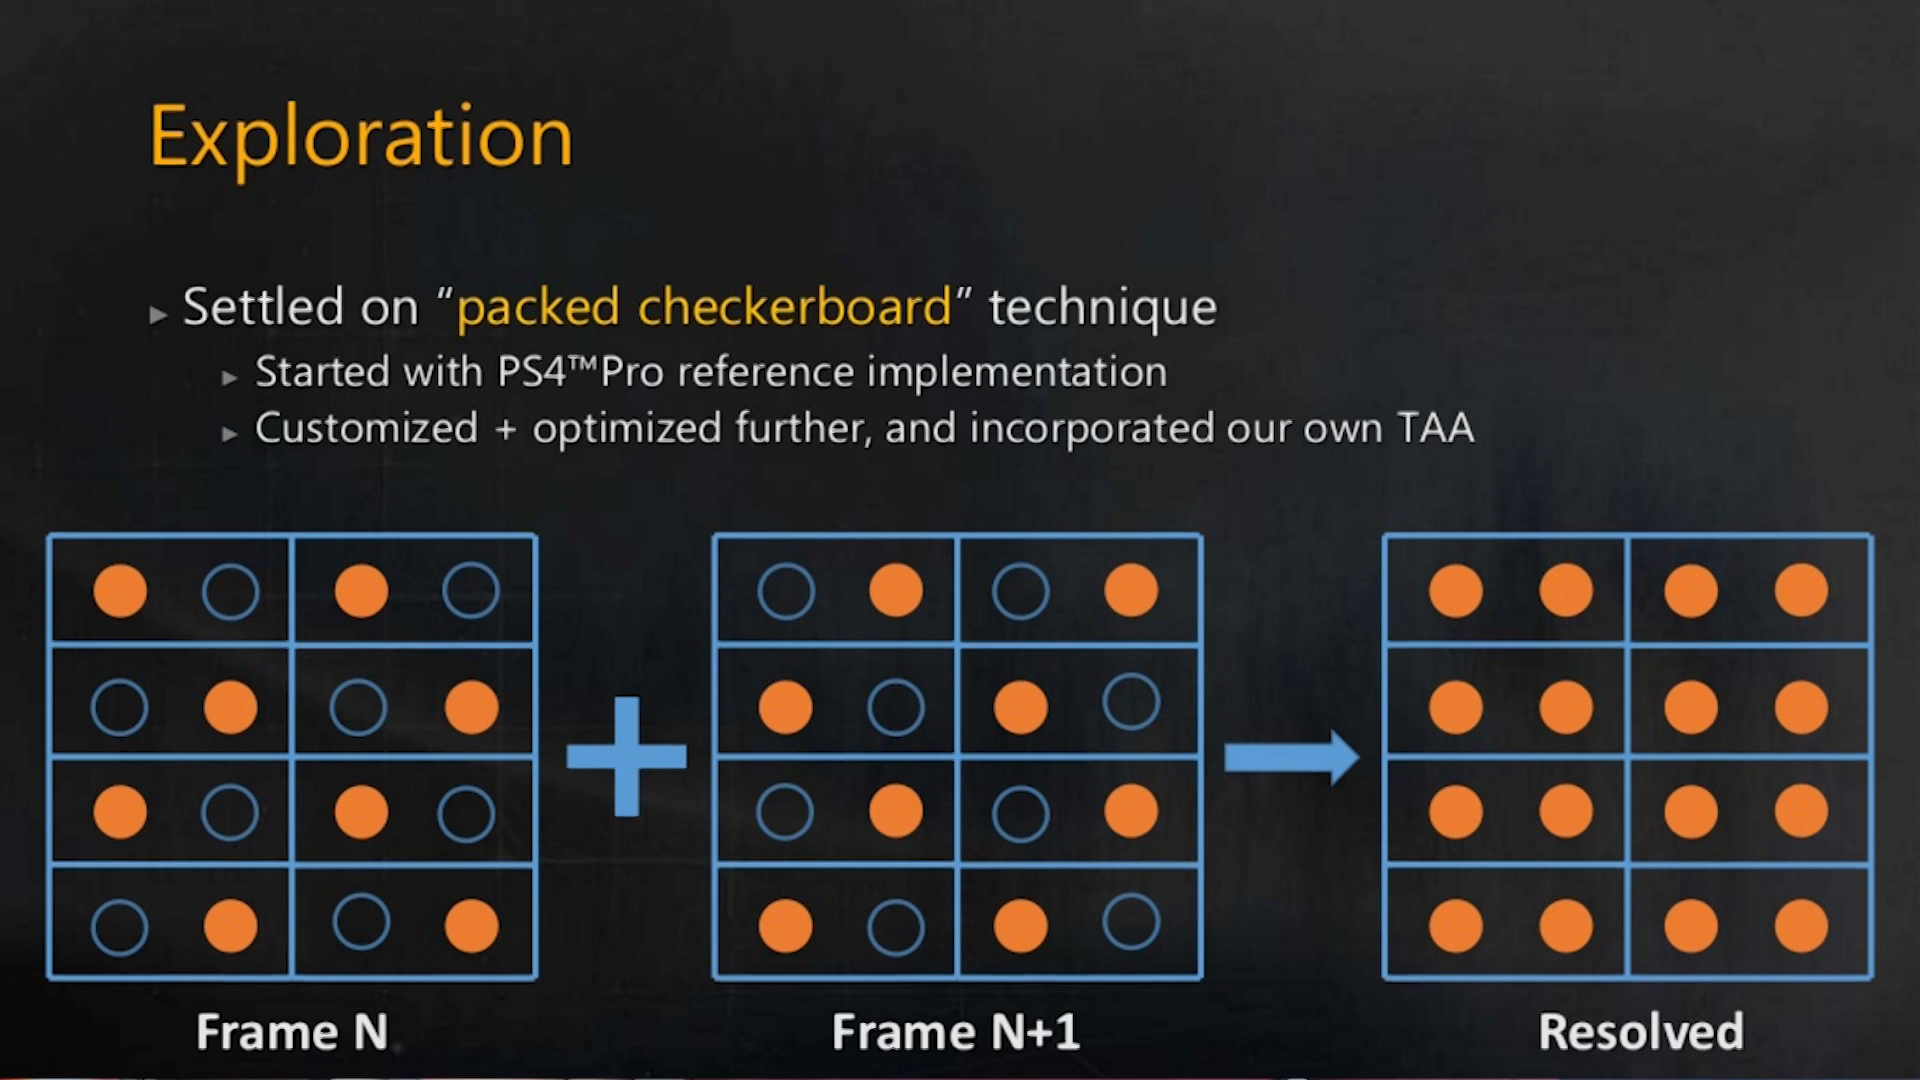 Exploration
Settled on “packed checkerboard” technique
Started with PS4™Pro reference implementation
Customized + optimized further, and incorporated our own TAA
Frame N
Frame N+1
Resolved